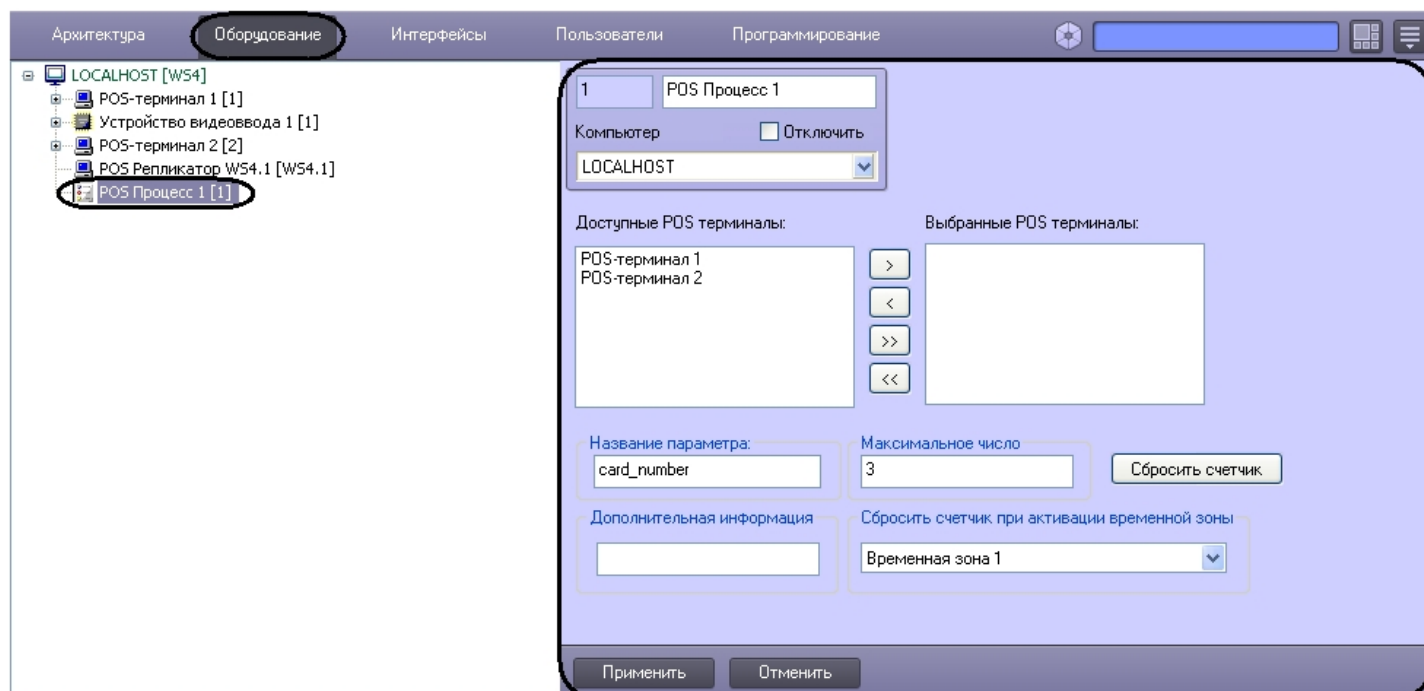 Архитектура Оборудование Интерфейсы Пользователи Программирование
LOCALHOST [WS4]
POS-терминал 1 [1]
Устройство видеоввода 1 [1]
POS-терминал 2 [2]
POS Репликатор WS4.1 [WS4.1]
POS Процесс 1 [1]
1 POS Процесс 1
Компьютер Отключить
LOCALHOST
Доступные POS терминалы: Выбранные POS терминалы:
POS-терминал 1
POS-терминал 2
>
<
>>
<<
Название параметра: Максимальное число
card_number 3 Сбросить счетчик
Дополнительная информация Сбросить счетчик при активации временной зоны
Временная зона 1
Применить Отменить